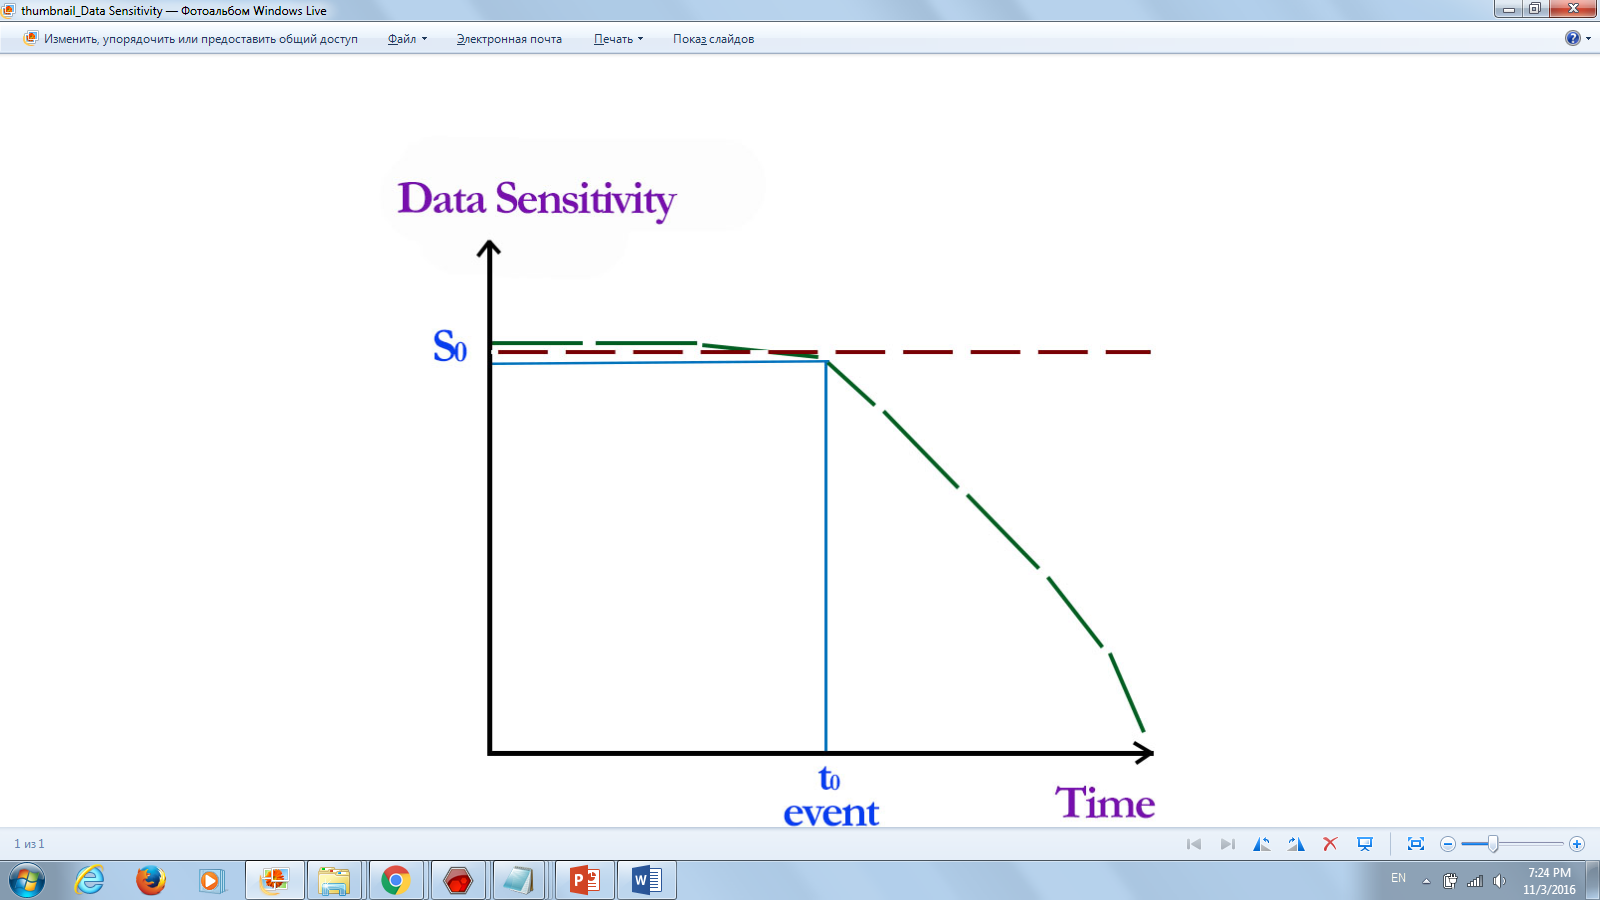 thumbnail_Data Sensitivity — Фотоальбом Windows Live
Изменить, упорядочить или предоставить общий доступ Файл Электронная почта Печать Показ слайдов
Data Sensitivity
S0
t0
event
Time
1 из 1
EN
7:24 PM
11/3/2016